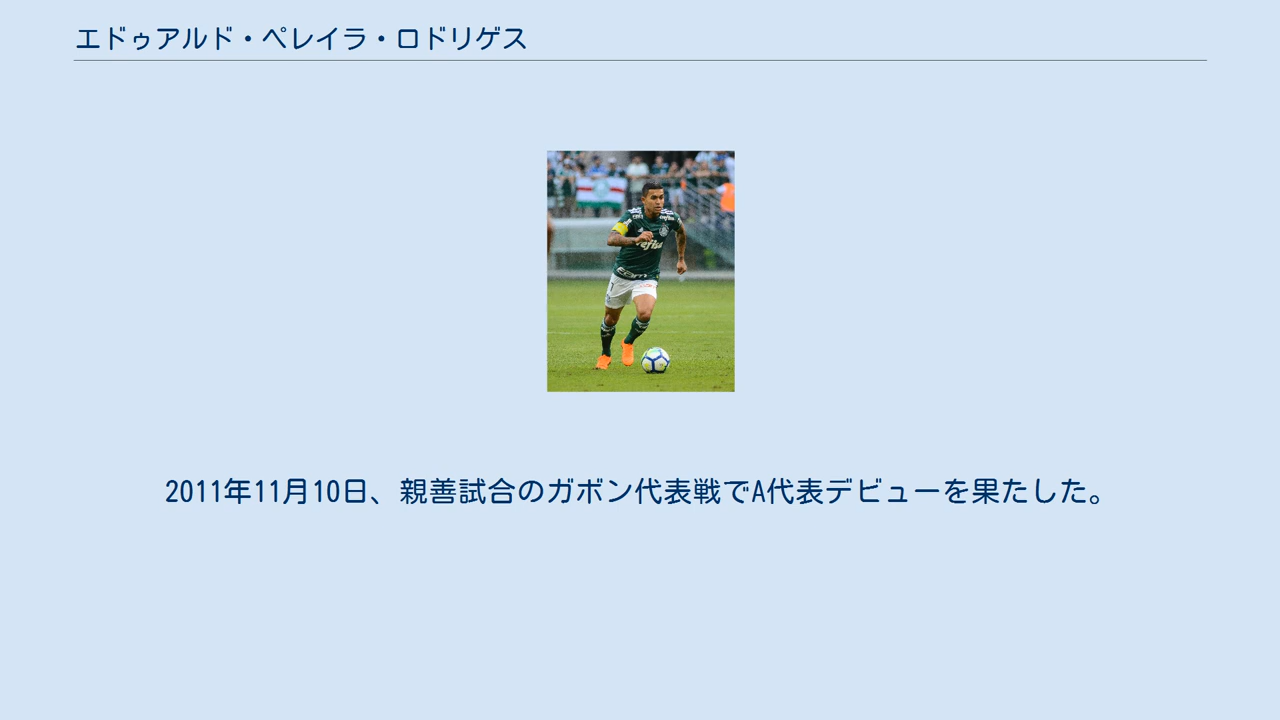 エドゥアルド・ペレイラ・ロドリゲス
2011年11月10日、親善試合のガボン代表戦でA代表デビューを果たした。